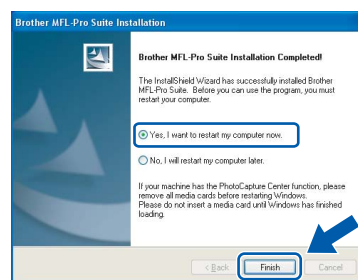 Brother MFL-Pro Suite Installation
Brother MFL-Pro Suite Installation Completed!
The InstallShield Wizard has successfully installed Brother
MFL-Pro Suite. Before you can use the program, you must
restart your computer.
Yes, I want to restart my computer now.
No, I will restart my computer later.
If your machine has the PhotoCapture Center function, please
remove all media cards before restarting Windows.
Please do not insert a media card until Windows has finished
loading.
< Back
Finish
Cancel